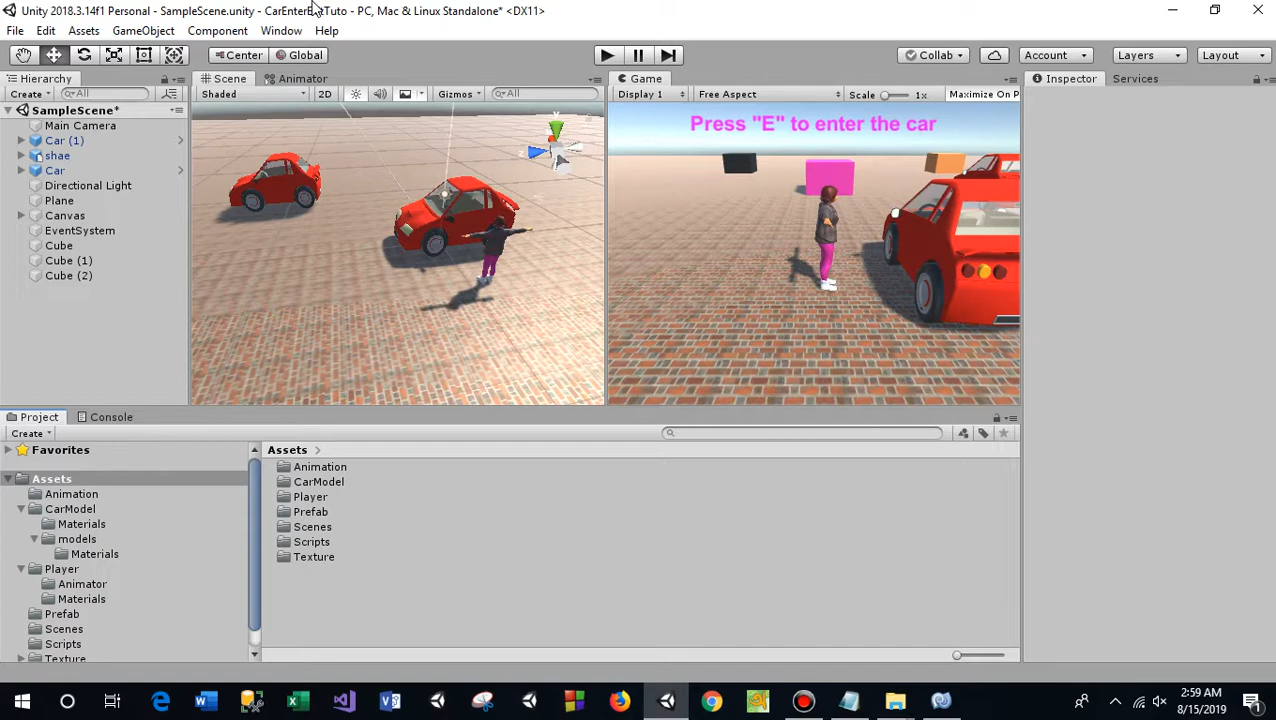 Unity 2018.3.14f1 Personal - SampleScene.unity - CarEnterE Tuto - PC, Mac & Linux Standalone* <DX11>
File Edit Assets GameObject Component Window Help
Center Global Collab Account Layers Layout
Hierarchy Scene Animator Game Inspector Services
Create All Shaded 2D Gizmos All Display 1 Free Aspect Scale 1x Maximize On P
SampleScene*
Main Camera
Car (1)
shae
Car
Directional Light
Plane
Canvas
EventSystem
Cube
Cube (1)
Cube (2)
z
Press "E" to enter the car
Project Console
Create
Favorites
Assets
Animation
CarModel
Materials
models
Materials
Player
Animator
Materials
Prefab
Scenes
Scripts
Texture
Assets
Animation
CarModel
Player
Prefab
Scenes
Scripts
Texture
2:59 AM
8/15/2019
1